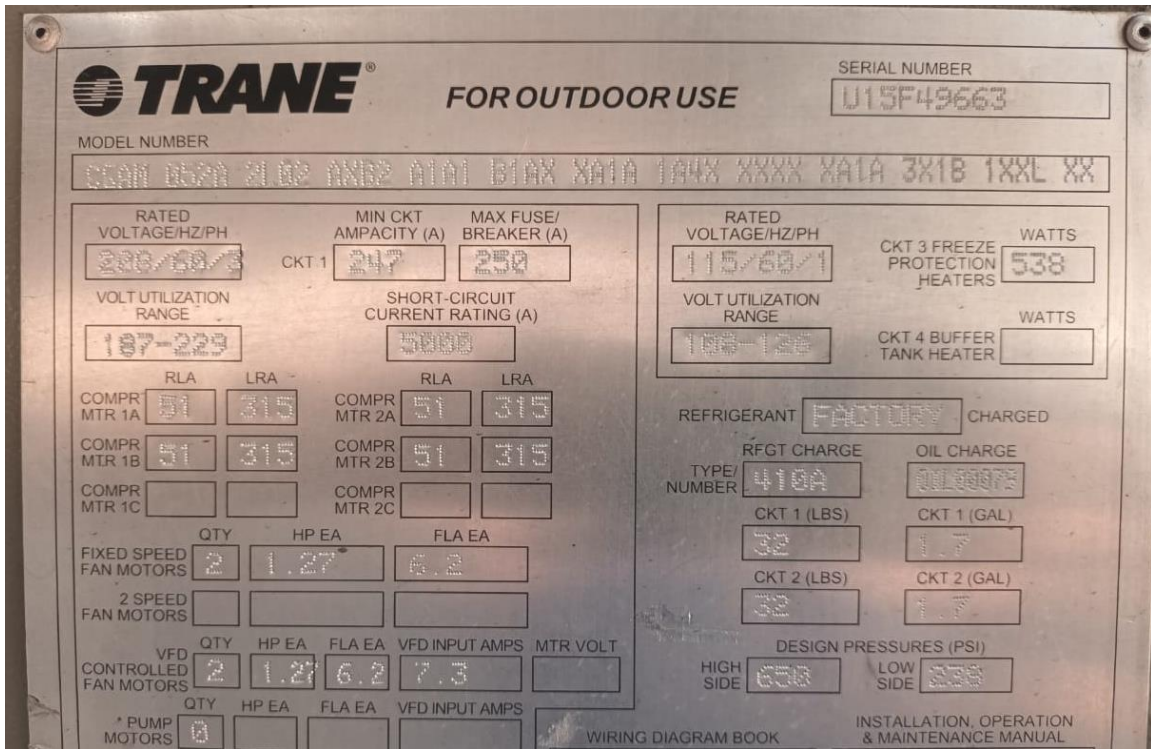 TRANE®
FOR OUTDOOR USE
SERIAL NUMBER
U15F49663
MODEL NUMBER
CGAM 052A 2L02 AXB2 A1A1 B1AX XA1A 1A4X XXXX XA1A 3X1B 1XXL XX
RATED VOLTAGE/HZ/PH
208/60/3
CKT 1
MIN CKT AMPACITY (A)
247
MAX FUSE/ BREAKER (A)
250
VOLT UTILIZATION RANGE
187-229
SHORT-CIRCUIT CURRENT RATING (A)
5000
RLA LRA RLA LRA
COMPR MTR 1A 51 315 COMPR MTR 2A 51 315
COMPR MTR 1B 51 315 COMPR MTR 2B 51 315
COMPR MTR 1C COMPR MTR 2C
QTY HP EA FLA EA
FIXED SPEED FAN MOTORS 2 1.27 6.2
2 SPEED FAN MOTORS
QTY HP EA FLA EA VFD INPUT AMPS MTR VOLT
VFD CONTROLLED FAN MOTORS 2 1.27 6.2 7.3
QTY HP EA FLA EA VFD INPUT AMPS
* PUMP MOTORS 0
RATED VOLTAGE/HZ/PH
115/60/1
WATTS
CKT 3 FREEZE PROTECTION HEATERS 538
VOLT UTILIZATION RANGE
108-126
WATTS
CKT 4 BUFFER TANK HEATER
REFRIGERANT FACTORY CHARGED
RFGT CHARGE OIL CHARGE
TYPE/ NUMBER 410A OIL00079
CKT 1 (LBS) CKT 1 (GAL)
32 1.7
CKT 2 (LBS) CKT 2 (GAL)
32 1.7
DESIGN PRESSURES (PSI)
HIGH SIDE 650 LOW SIDE 238
WIRING DIAGRAM BOOK
INSTALLATION, OPERATION & MAINTENANCE MANUAL